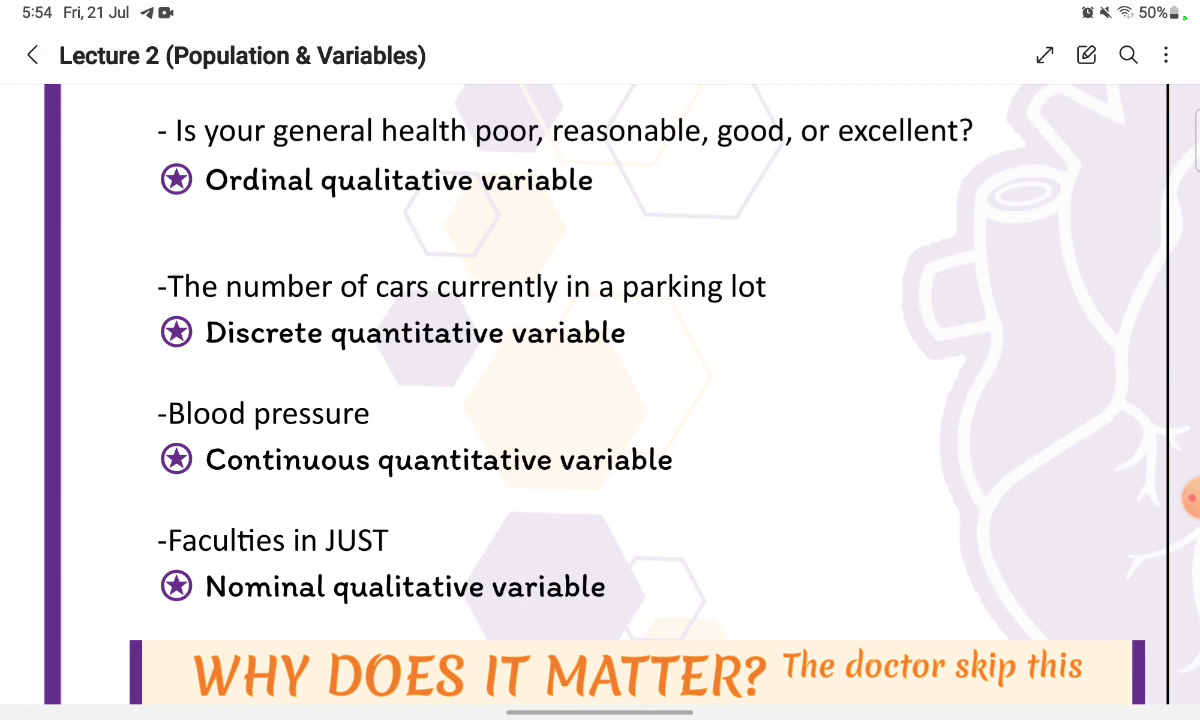 5:54 Fri, 21 Jul 50%
Lecture 2 (Population & Variables)
- Is your general health poor, reasonable, good, or excellent?
Ordinal qualitative variable
-The number of cars currently in a parking lot
Discrete quantitative variable
-Blood pressure
Continuous quantitative variable
-Faculties in JUST
Nominal qualitative variable
WHY DOES IT MATTER? The doctor skip this